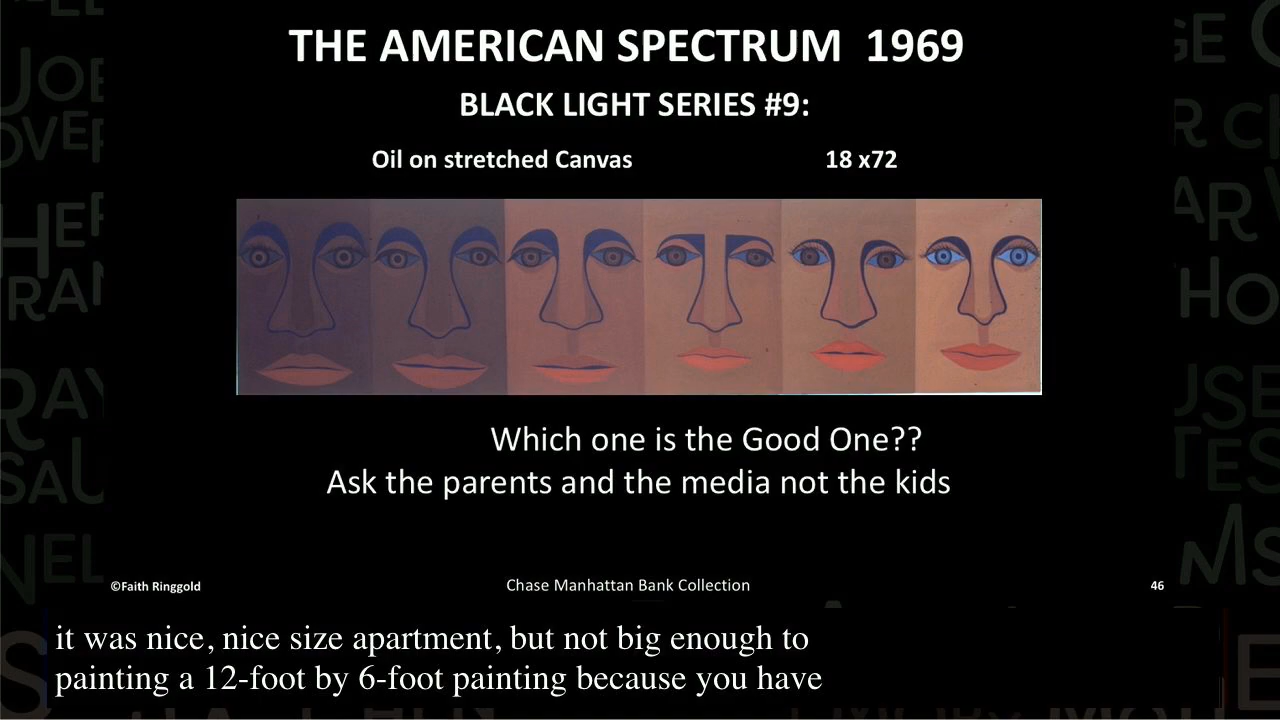 THE AMERICAN SPECTRUM 1969
BLACK LIGHT SERIES #9:
Oil on stretched Canvas 18 x72
Which one is the Good One??
Ask the parents and the media not the kids
©Faith Ringgold Chase Manhattan Bank Collection 46
it was nice, nice size apartment, but not big enough to
painting a 12-foot by 6-foot painting because you have